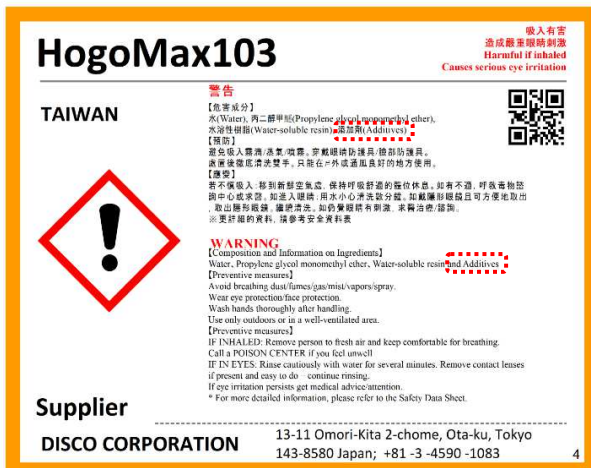 HogoMax103
吸入有害
造成嚴重眼睛刺激
Harmful if inhaled
Causes serious eye irritation
TAIWAN
警告
【危害成分】
水(Water), 丙二醇甲醚(Propylene glycol monomethyl ether),
水溶性樹脂(Water-soluble resin), 添加劑(Additives)
【預防】
避免吸入霧滴/蒸氣/噴霧。穿戴眼睛防護具/臉部防護具。
處置後徹底清洗雙手。只能在戶外或通風良好的地方使用。
【應變】
若不慎吸入:移到新鮮空氣處, 保持呼吸舒適的體位休息。如有不適, 呼救毒物諮
詢中心或求醫。如進入眼睛:用水小心清洗數分鐘。如戴隱形眼鏡且可方便地取出
, 取出隱形眼鏡, 繼續清洗。如仍覺眼睛有刺激, 求醫治療/諮詢。
※更詳細的資料, 請參考安全資料表
WARNING
【Composition and Information on Ingredients】
Water, Propylene glycol monomethyl ether, Water-soluble resin and Additives
【Preventive measures】
Avoid breathing dust/fumes/gas/mist/vapors/spray.
Wear eye protection/face protection.
Wash hands thoroughly after handling.
Use only outdoors or in a well-ventilated area.
【Preventive measures】
IF INHALED: Remove person to fresh air and keep comfortable for breathing.
Call a POISON CENTER if you feel unwell
IF IN EYES: Rinse cautiously with water for several minutes. Remove contact lenses
if present and easy to do – continue rinsing.
If eye irritation persists get medical advice/attention.
* For more detailed information, please refer to the Safety Data Sheet.
Supplier
DISCO CORPORATION
13-11 Omori-Kita 2-chome, Ota-ku, Tokyo
143-8580 Japan; +81 -3 -4590 -1083
4